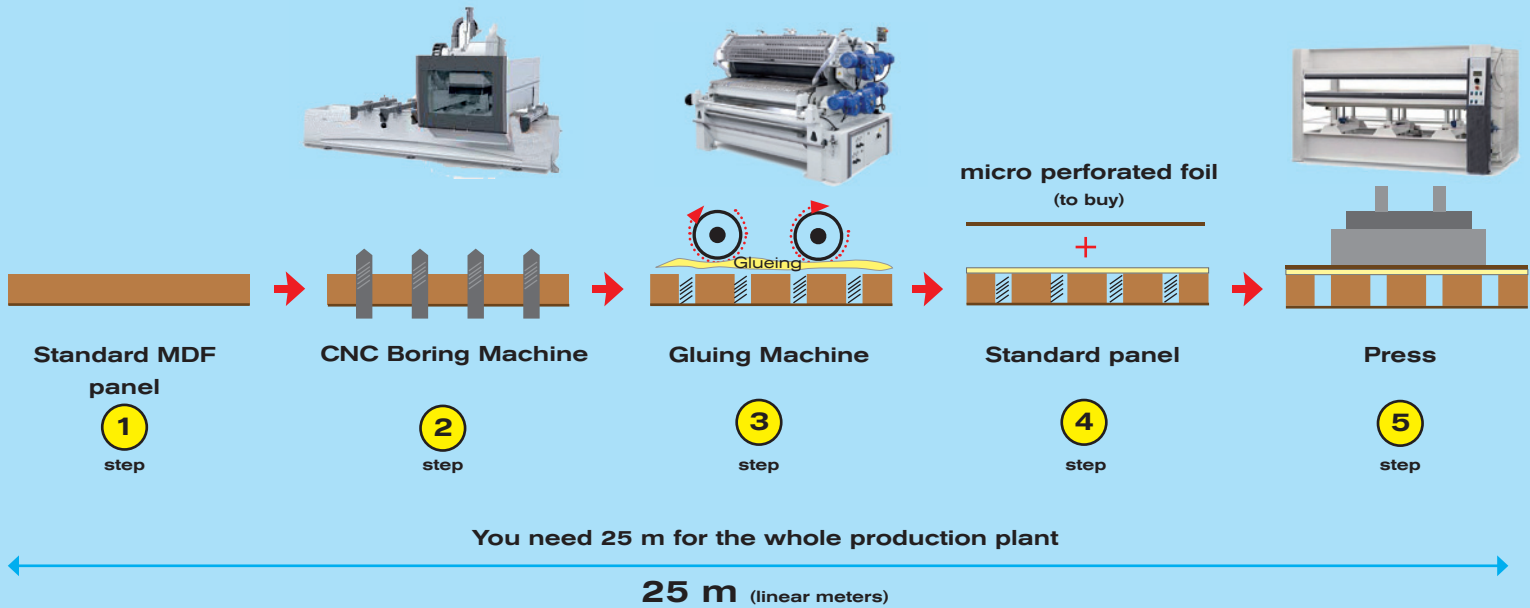 micro perforated foil
(to buy)
+
Glueing
Standard MDF
panel
1
step
CNC Boring Machine
2
step
Gluing Machine
3
step
Standard panel
4
step
Press
5
step
You need 25 m for the whole production plant
25 m (linear meters)